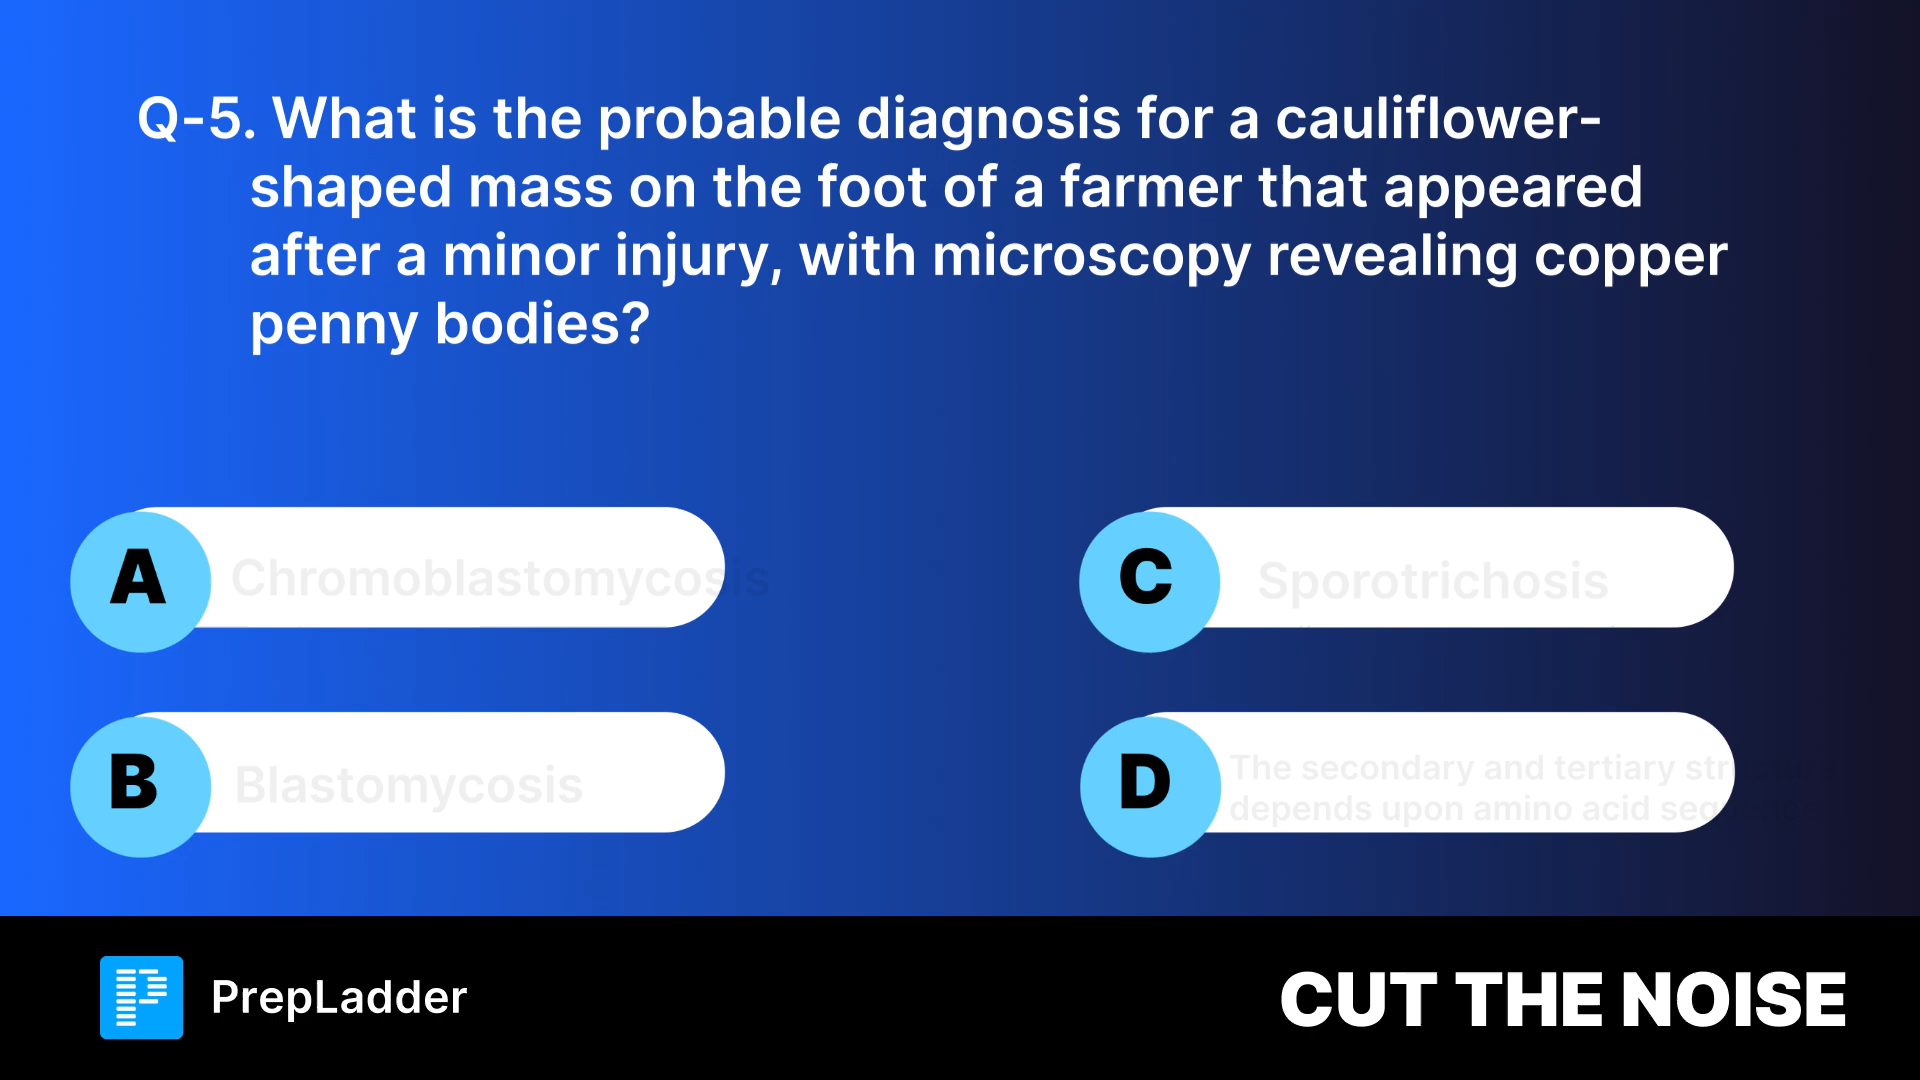 Q-5. What is the probable diagnosis for a cauliflower-
shaped mass on the foot of a farmer that appeared
after a minor injury, with microscopy revealing copper
penny bodies?
A
Chromoblastomycosis
C
Sporotrichosis
B
Blastomycosis
D
The secondary and tertiary
depends upon amino acid
PrepLadder
CUT THE NOISE